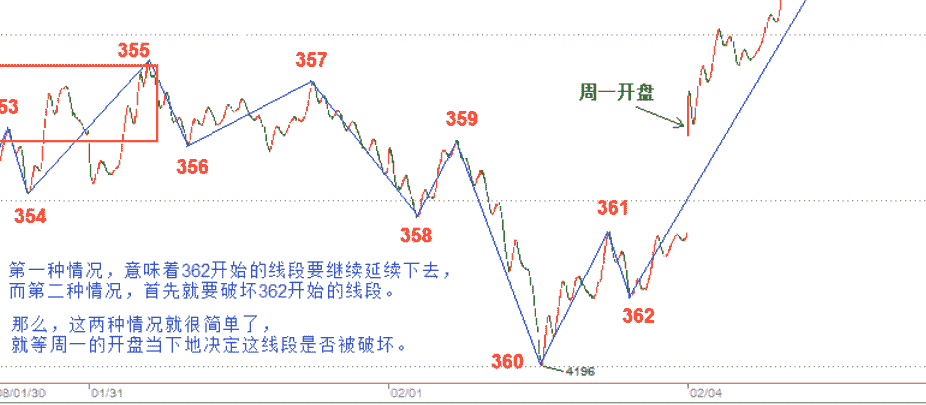 355
357
周一开盘
53
359
356
354
361
358
第一种情况，意味着362开始的线段要继续延续下去，
而第二种情况，首先就要破坏362开始的线段。
362
那么，这两种情况就很简单了，
就等周一的开盘当下地决定这线段是否被破坏。
360
4196
08/01/30 01/31 02/01 02/04